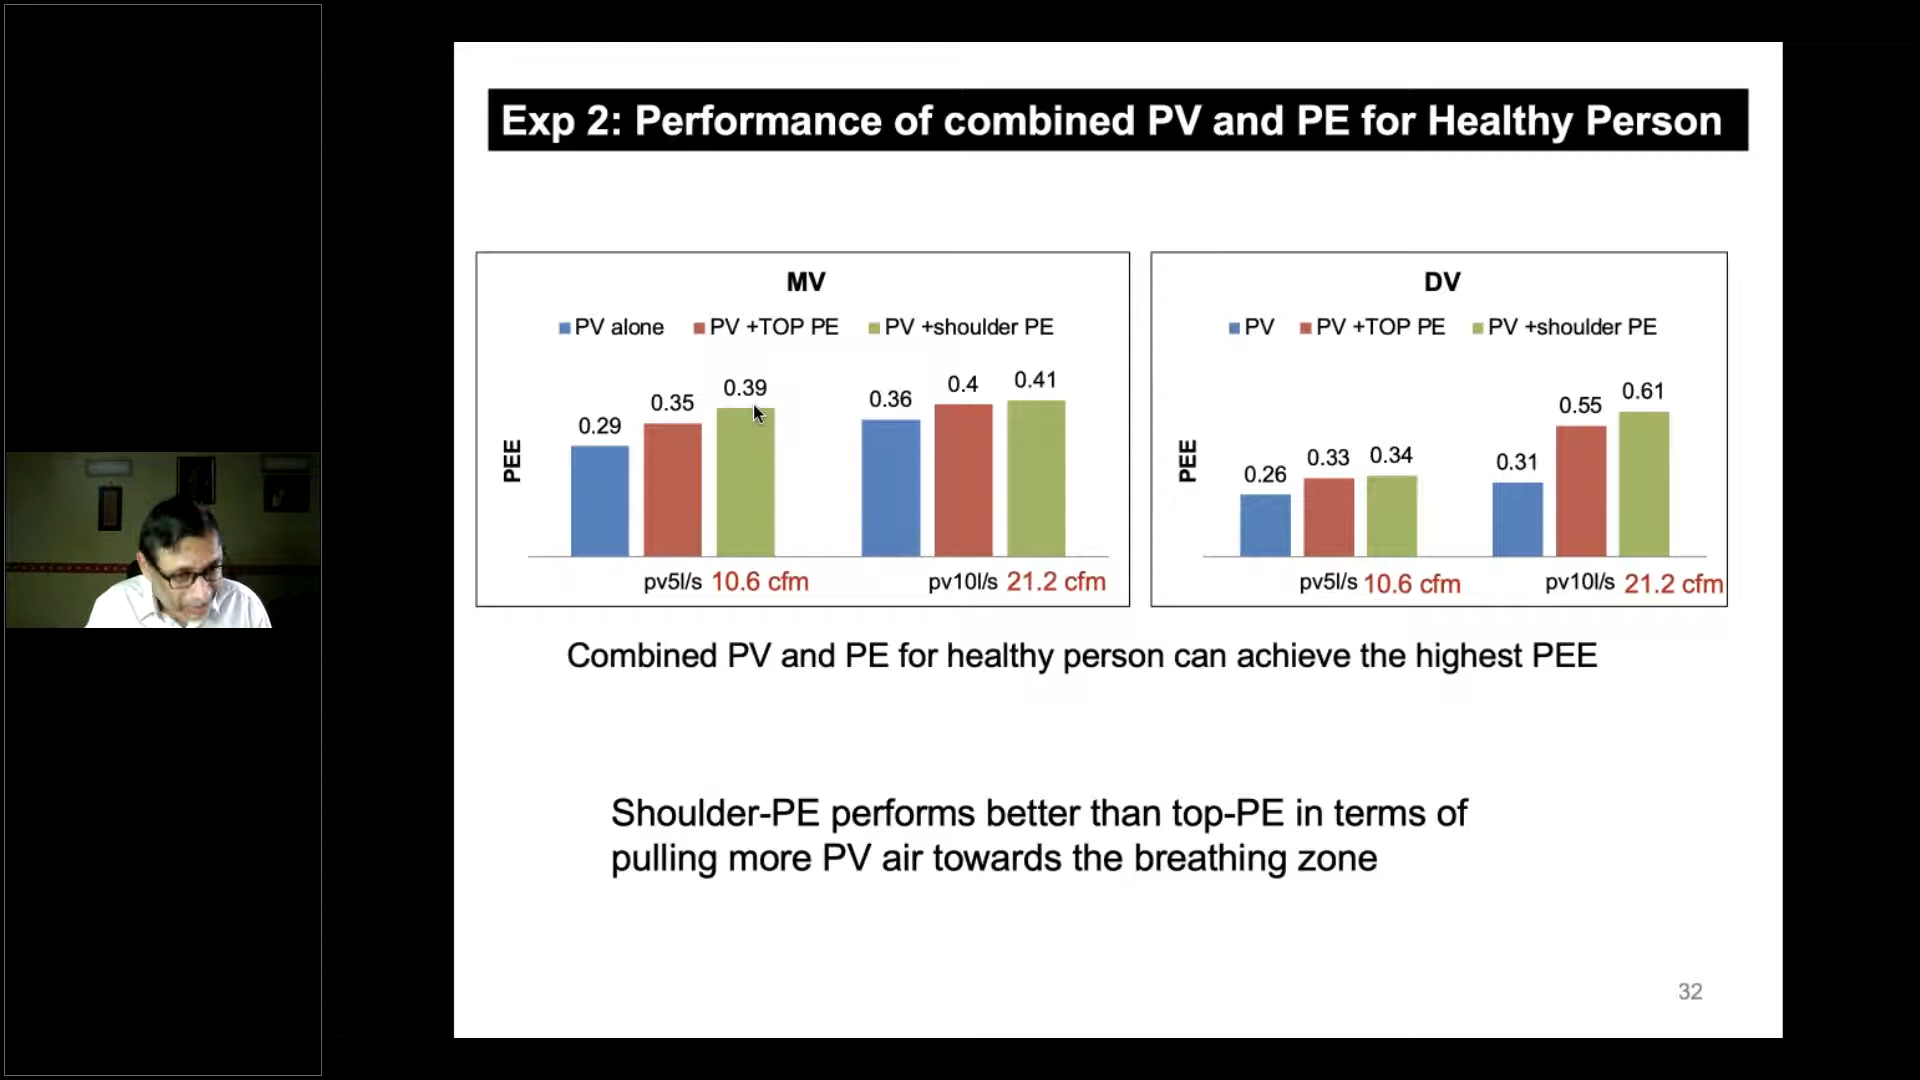 Exp 2: Performance of combined PV and PE for Healthy Person
MV
PV alone PV +TOP PE PV +shoulder PE
0.29 0.35 0.39 0.36 0.4 0.41
PEE
pv5l/s 10.6 cfm pv10l/s 21.2 cfm
DV
PV PV +TOP PE PV +shoulder PE
0.26 0.33 0.34 0.31 0.55 0.61
PEE
pv5l/s 10.6 cfm pv10l/s 21.2 cfm
Combined PV and PE for healthy person can achieve the highest PEE
Shoulder-PE performs better than top-PE in terms of
pulling more PV air towards the breathing zone
32